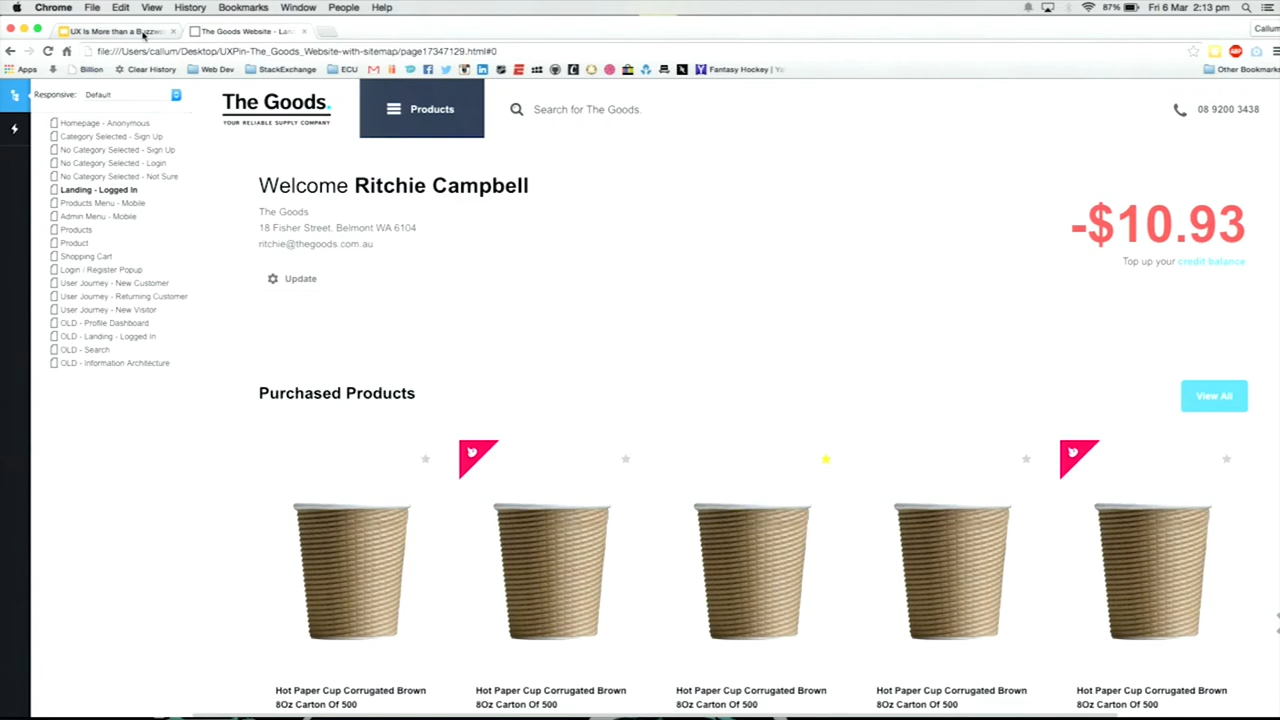 Chrome File Edit View History Bookmarks Window People Help 87% Fri 6 Mar 2:13 pm
UX Is More than a Buzzwo The Goods Website - Lan Callum
file:///Users/callum/Desktop/UXPin-The_Goods_Website-with-sitemap/page17347129.html#0
Apps Billion Clear History Web Dev StackExchange ECU Fantasy Hockey | Y Other Bookmarks
Responsive: Default
Homepage - Anonymous
Category Selected - Sign Up
No Category Selected - Sign Up
No Category Selected - Login
No Category Selected - Not Sure
Landing - Logged In
Products Menu - Mobile
Admin Menu - Mobile
Products
Product
Shopping Cart
Login / Register Popup
User Journey - New Customer
User Journey - Returning Customer
User Journey - New Visitor
OLD - Profile Dashboard
OLD - Landing - Logged In
OLD - Search
OLD - Information Architecture
The Goods.
YOUR RELIABLE SUPPLY COMPANY
Products
Search for The Goods.
08 9200 3438
Welcome Ritchie Campbell
The Goods
18 Fisher Street, Belmont WA 6104
ritchie@thegoods.com.au
Update
-$10.93
Top up your credit balance
Purchased Products
View All
Hot Paper Cup Corrugated Brown
8Oz Carton Of 500
Hot Paper Cup Corrugated Brown
8Oz Carton Of 500
Hot Paper Cup Corrugated Brown
8Oz Carton Of 500
Hot Paper Cup Corrugated Brown
8Oz Carton Of 500
Hot Paper Cup Corrugated Brown
8Oz Carton Of 500